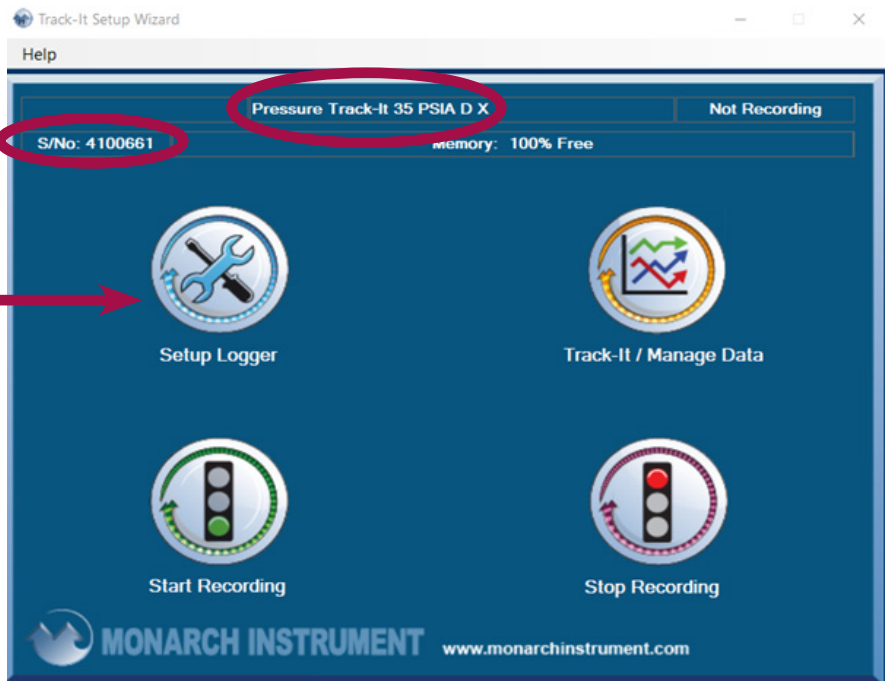 Track-It Setup Wizard
Help
Pressure Track-It 35 PSIA D X
Not Recording
S/No: 4100661
Memory: 100% Free
Setup Logger
Track-It / Manage Data
Start Recording
Stop Recording
MONARCH INSTRUMENT
www.monarchinstrument.com